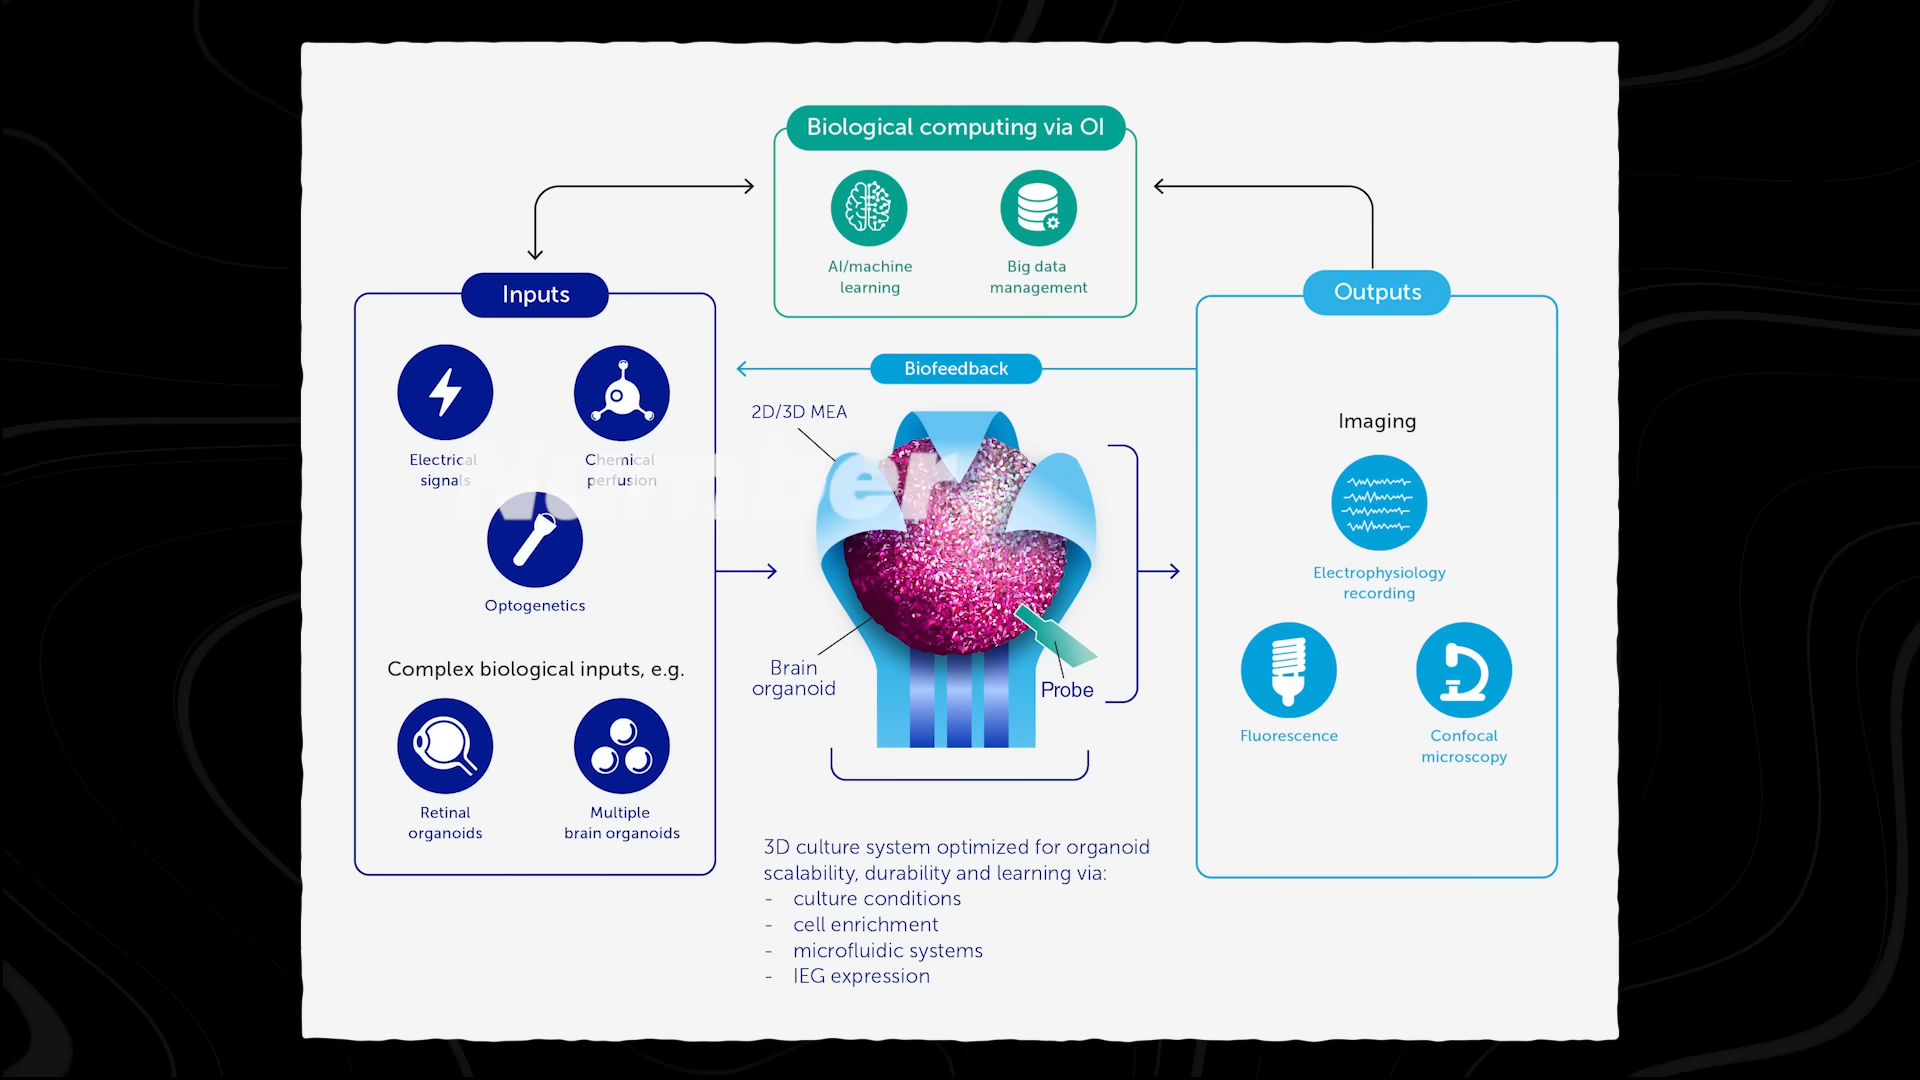 Biological computing via OI
AI/machine
learning
Big data
management
Inputs
Electrical
signals
Chemical
perfusion
Optogenetics
Complex biological inputs, e.g.
Retinal
organoids
Multiple
brain organoids
Biofeedback
2D/3D MEA
Brain
organoid
Probe
3D culture system optimized for organoid
scalability, durability and learning via:
- culture conditions
- cell enrichment
- microfluidic systems
- IEG expression
Outputs
Imaging
Electrophysiology
recording
Fluorescence
Confocal
microscopy